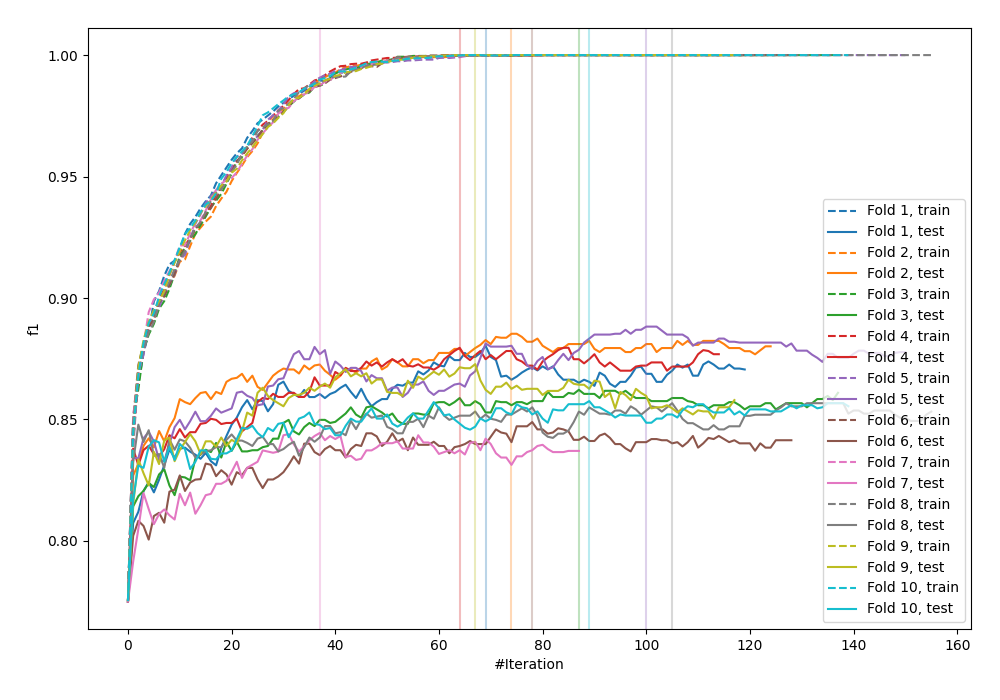 1.00
0.95
0.90
0.85
0.80
f1
0
20
40
60
80
100
120
140
160
#Iteration
Fold 1, train
Fold 1, test
Fold 2, train
Fold 2, test
Fold 3, train
Fold 3, test
Fold 4, train
Fold 4, test
Fold 5, train
Fold 5, test
Fold 6, train
Fold 6, test
Fold 7, train
Fold 7, test
Fold 8, train
Fold 8, test
Fold 9, train
Fold 9, test
Fold 10, train
Fold 10, test